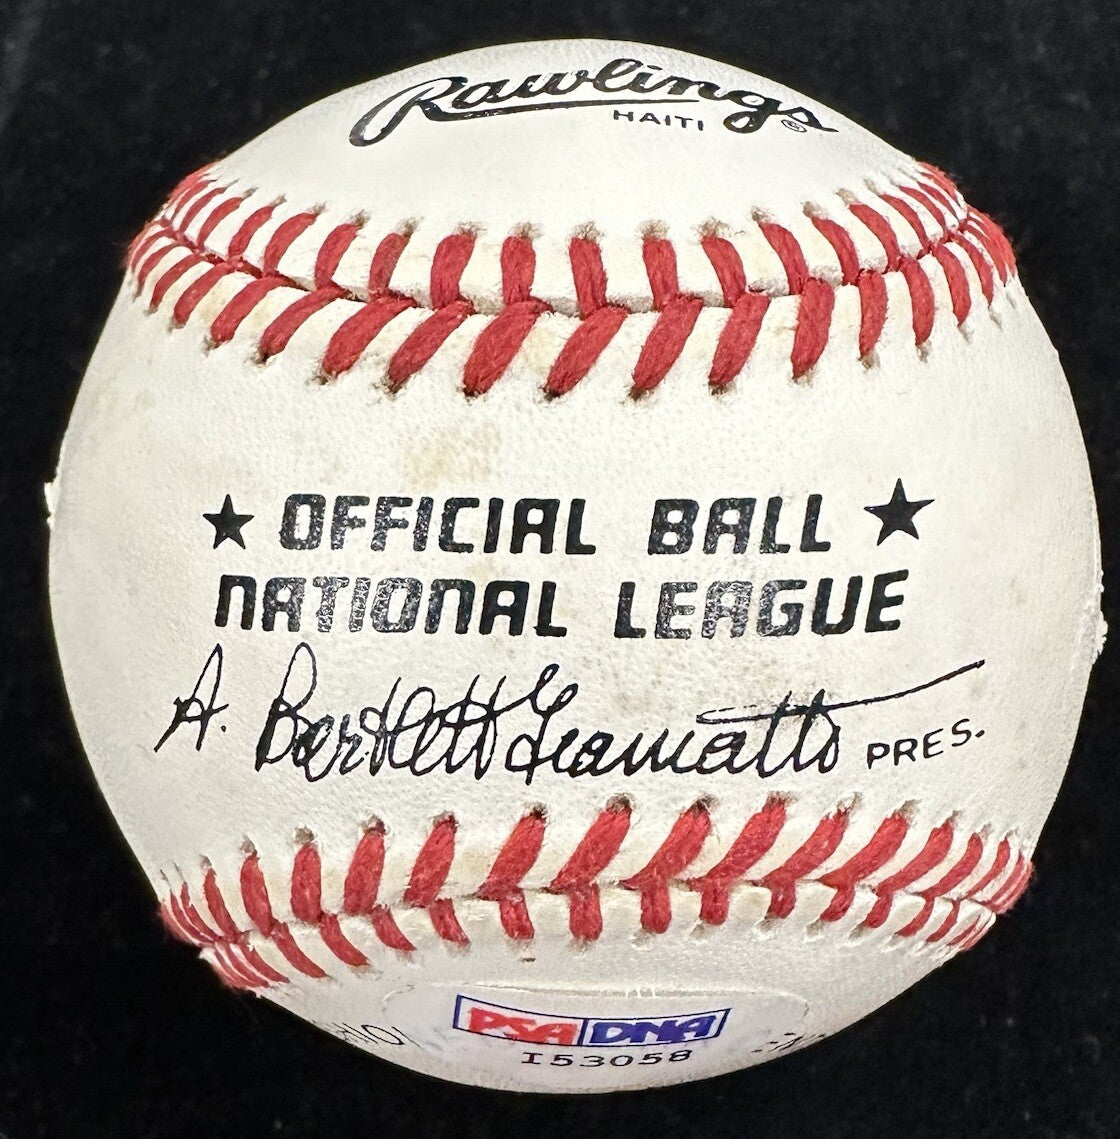 Rawlings
HAITI
★ OFFICIAL BALL ★
NATIONAL LEAGUE
A. Bartlett Giamatti PRES.
PSA DNA
I53058